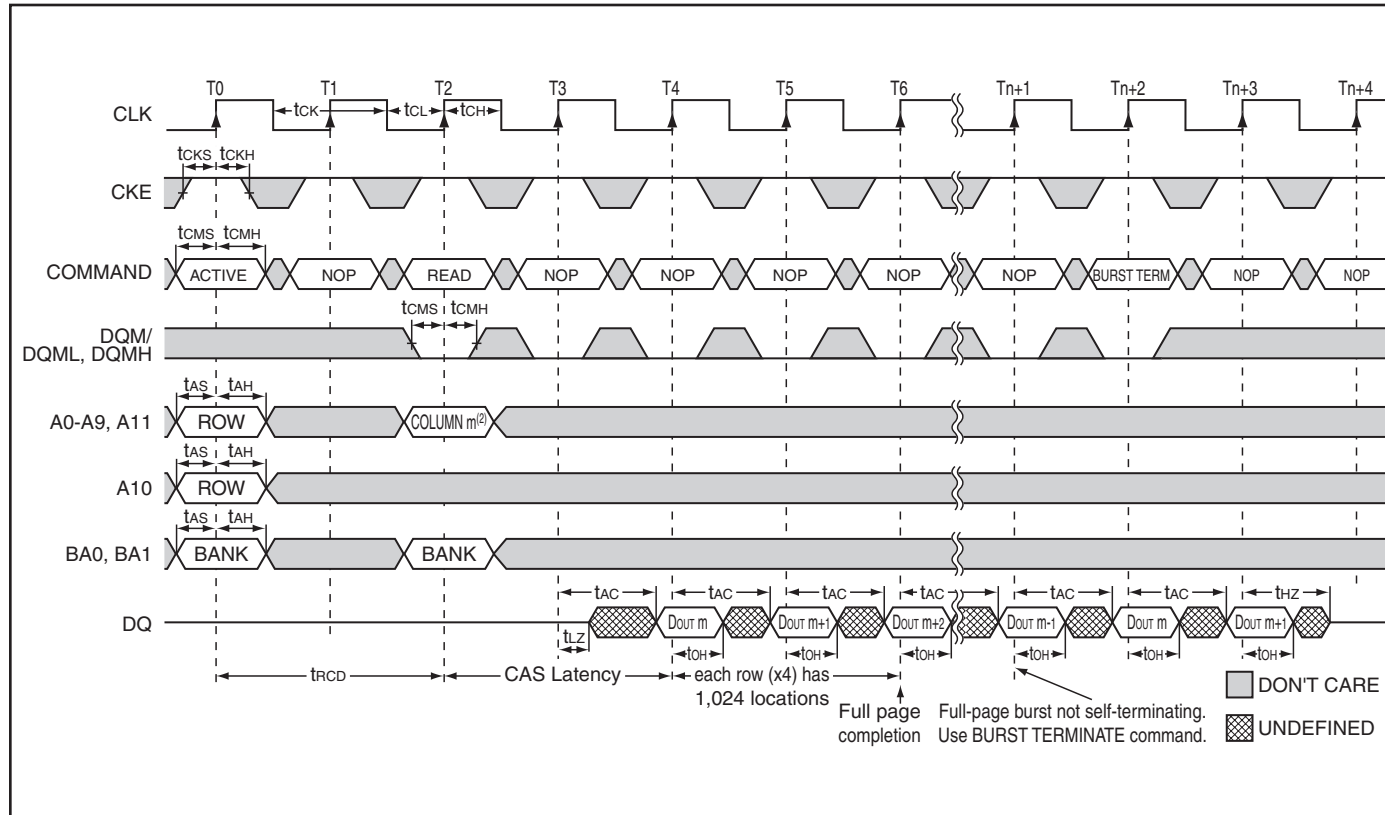 T0 T1 T2 T3 T4 T5 T6 Tn+1 Tn+2 Tn+3 Tn+4
CLK
tCK tCL tCH
tCKS tCKH
CKE
tCMS tCMH
COMMAND
ACTIVE NOP READ NOP NOP NOP NOP NOP BURST TERM NOP NOP
tCMS tCMH
DQM/
DQML, DQMH
tAS tAH
A0-A9, A11
ROW COLUMN m(2)
tAS tAH
A10
ROW
tAS tAH
BA0, BA1
BANK BANK
tAC tAC tAC tAC tAC tAC tHZ
DQ
DOUT m DOUT m+1 DOUT m+2 DOUT m-1 DOUT m DOUT m+1
tLZ
tOH tOH tOH tOH tOH tOH
tRCD CAS Latency each row (x4) has
1,024 locations
Full page
completion
Full-page burst not self-terminating.
Use BURST TERMINATE command.
DON'T CARE
UNDEFINED